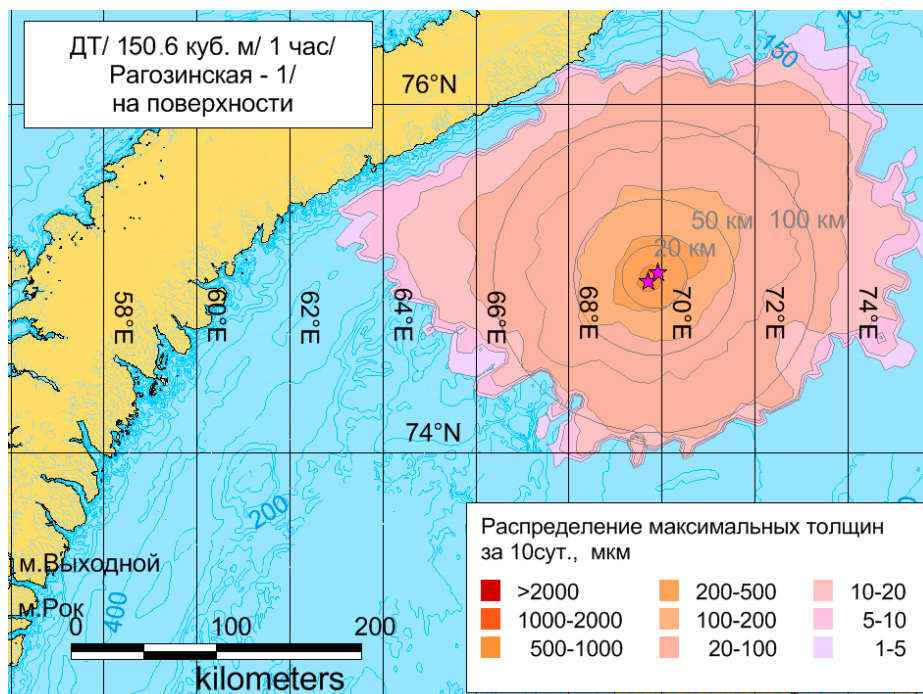 ДТ/ 150.6 куб. м/ 1 час/
Рагозинская - 1/
на поверхности
76°N
150
50 км
100 км
20 км
58°E
60°E
62°E
64°E
66°E
68°E
70°E
72°E
74°E
74°N
200
400
м.Выходной
м.Рок
0
100
200
kilometers
Распределение максимальных толщин
за 10сут., мкм
>2000
200-500
10-20
1000-2000
100-200
5-10
500-1000
20-100
1-5